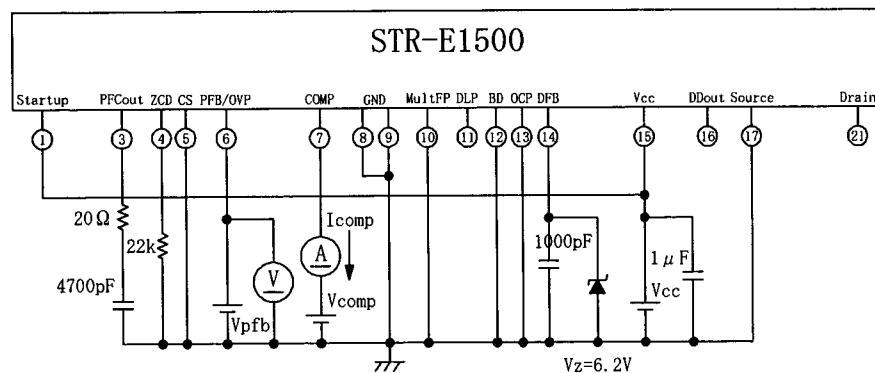 STR-E1500
Startup PFCout ZCD CS PFB/OVP COMP GND MultFP DLP BD OCP DFB Vcc DDout Source Drain
1 3 4 5 6 7 8 9 10 11 12 13 14 15 16 17 21
20Ω
22k
4700pF
Vpfb
V
Icomp
A
Vcomp
1000pF
1μF
Vcc
Vz=6.2V